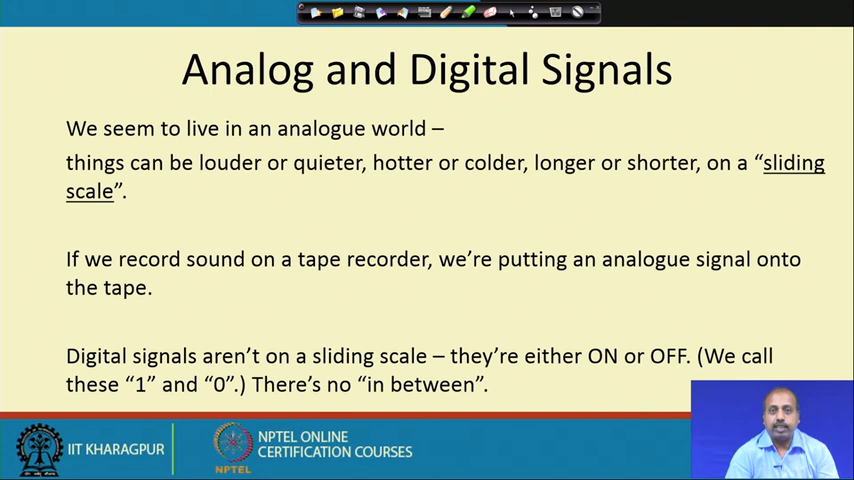 Analog and Digital Signals
We seem to live in an analogue world –
things can be louder or quieter, hotter or colder, longer or shorter, on a “sliding
scale”.
If we record sound on a tape recorder, we’re putting an analogue signal onto
the tape.
Digital signals aren’t on a sliding scale – they’re either ON or OFF. (We call
these “1” and “0”.) There’s no “in between”.
IIT KHARAGPUR
NPTEL
NPTEL ONLINE
CERTIFICATION COURSES